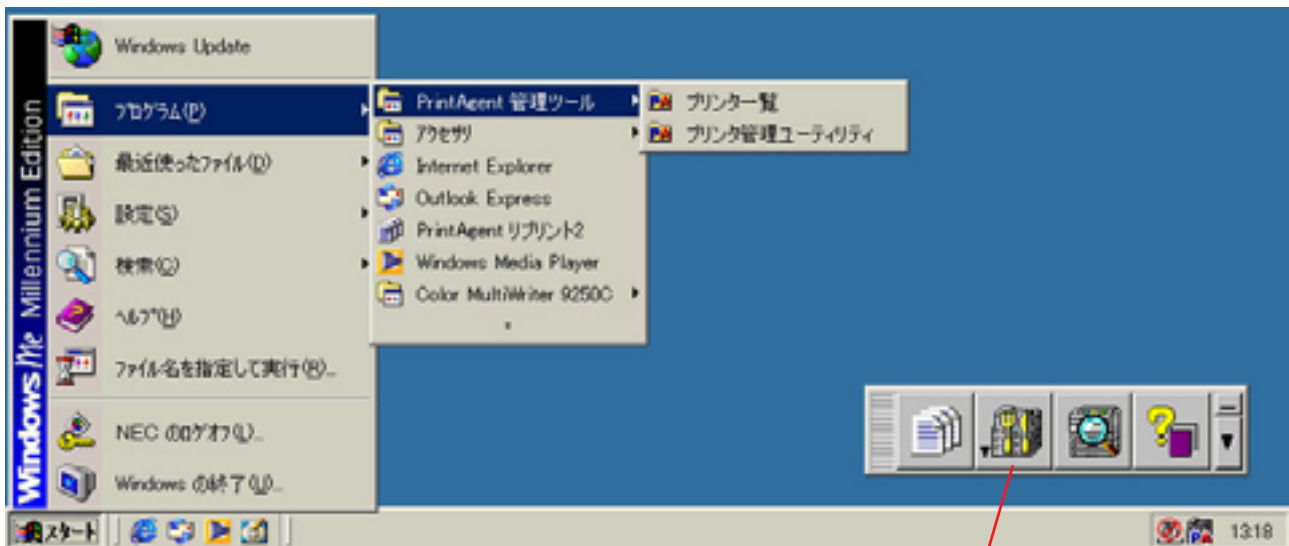 Windows Me Millennium Edition
Windows Update
プログラム(P)
最近使ったファイル(D)
設定(S)
検索(C)
ヘルプ(H)
ファイル名を指定して実行(R)...
NEC のログオフ(L)...
Windows の終了(U)...
PrintAgent 管理ツール
アクセサリ
Internet Explorer
Outlook Express
PrintAgent リプリント2
Windows Media Player
Color MultiWriter 9250C
プリンター覧
プリンタ管理ユーティリティ
スタート
PA
13:18